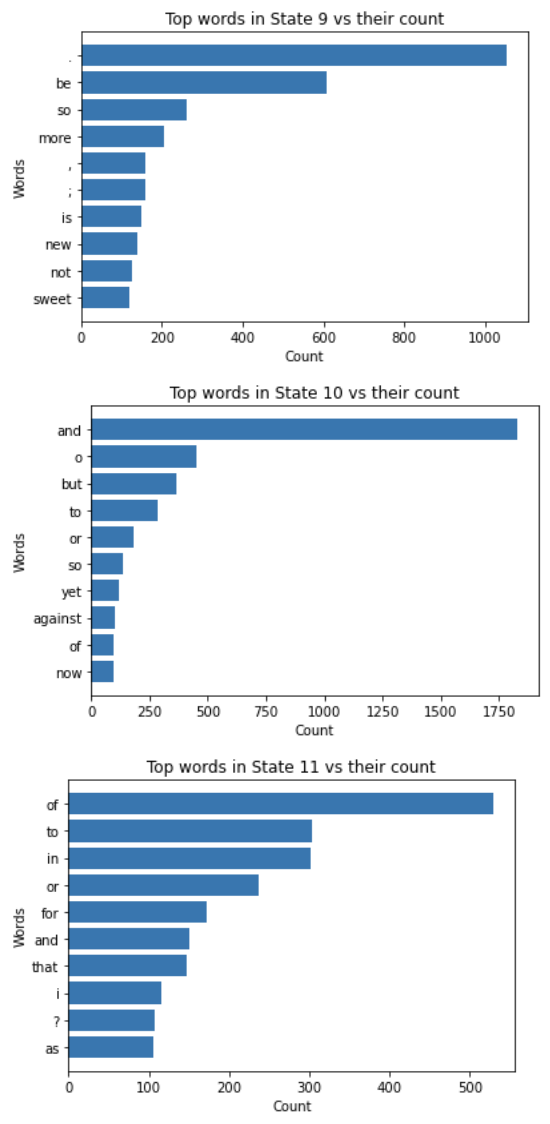 Top words in State 9 vs their count
.
be
so
more
,
;
is
new
not
sweet
Words
0 200 400 600 800 1000
Count
Top words in State 10 vs their count
and
o
but
to
or
so
yet
against
of
now
Words
0 250 500 750 1000 1250 1500 1750
Count
Top words in State 11 vs their count
of
to
in
or
for
and
that
i
?
as
Words
0 100 200 300 400 500
Count